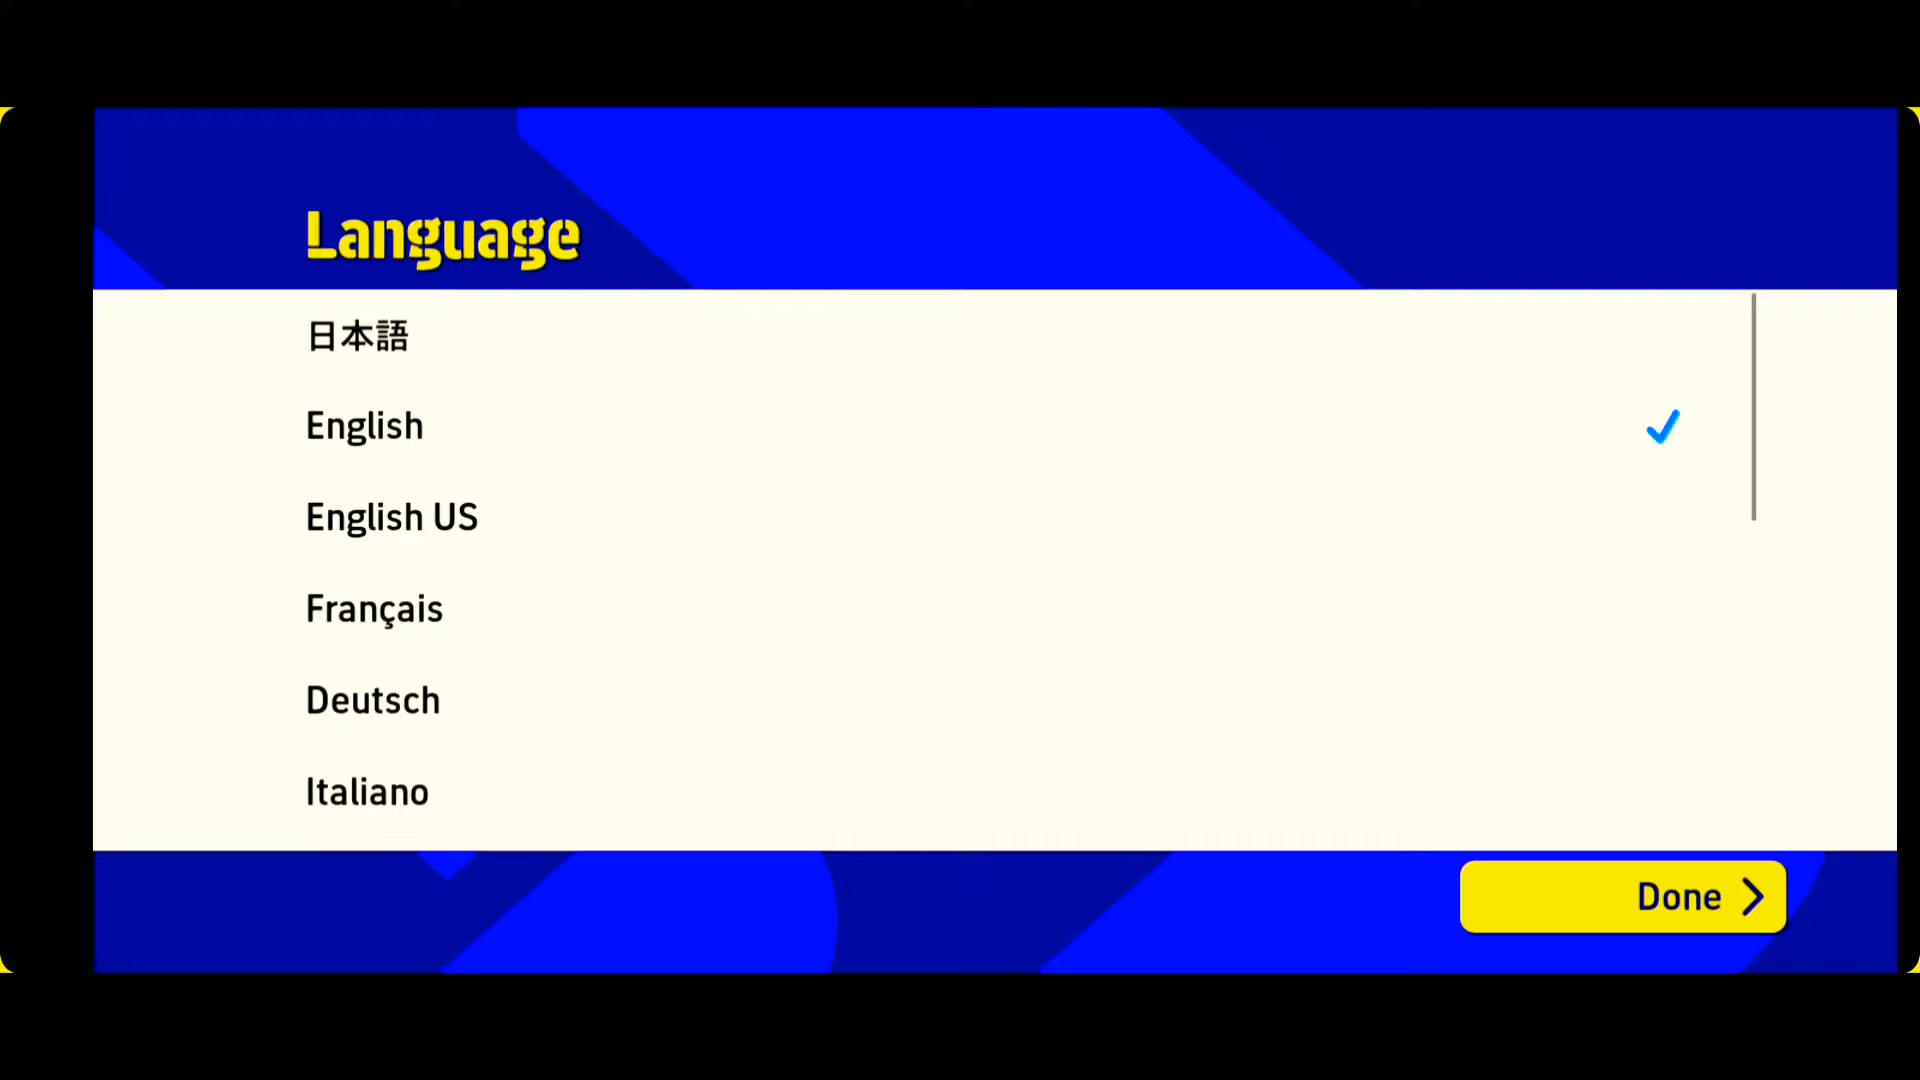 Language
日本語
English
English US
Français
Deutsch
Italiano
Done